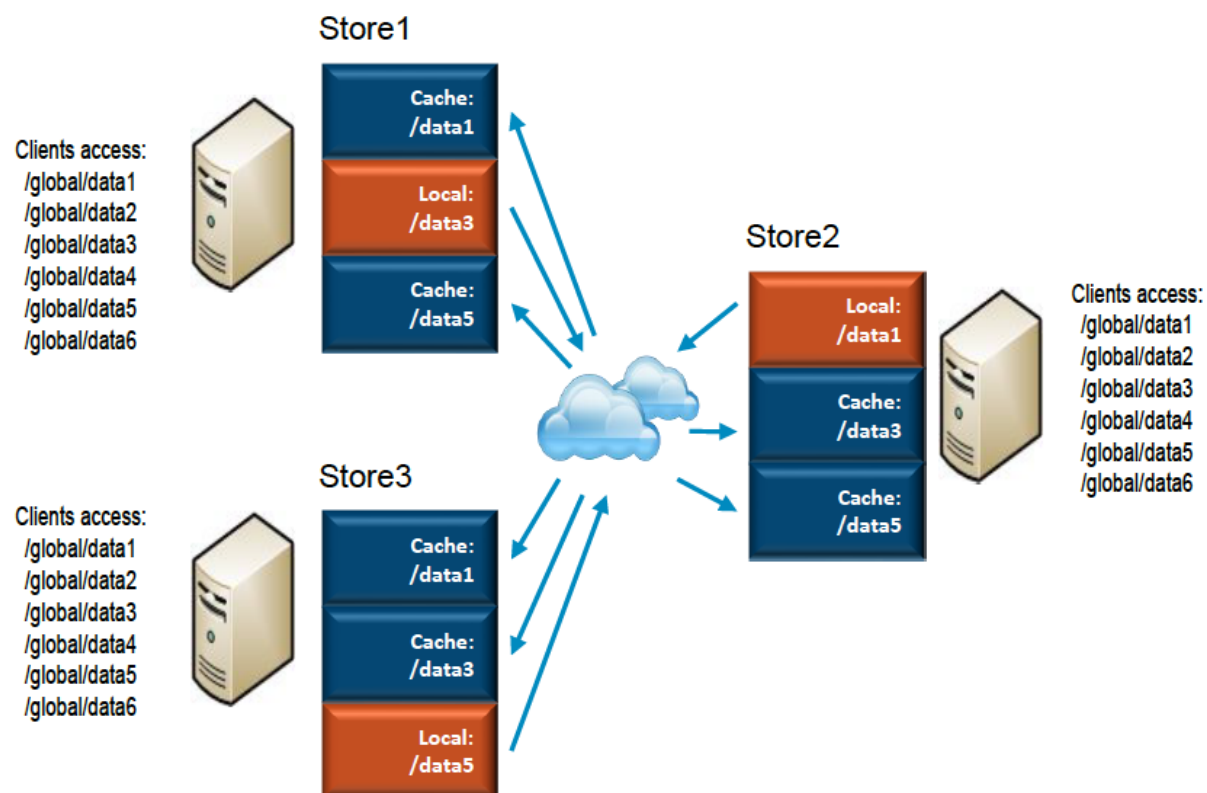 Store1
Cache:
/data1
Local:
/data3
Cache:
/data5
Clients access:
/global/data1
/global/data2
/global/data3
/global/data4
/global/data5
/global/data6
Store2
Local:
/data1
Cache:
/data3
Cache:
/data5
Clients access:
/global/data1
/global/data2
/global/data3
/global/data4
/global/data5
/global/data6
Store3
Cache:
/data1
Cache:
/data3
Local:
/data5
Clients access:
/global/data1
/global/data2
/global/data3
/global/data4
/global/data5
/global/data6